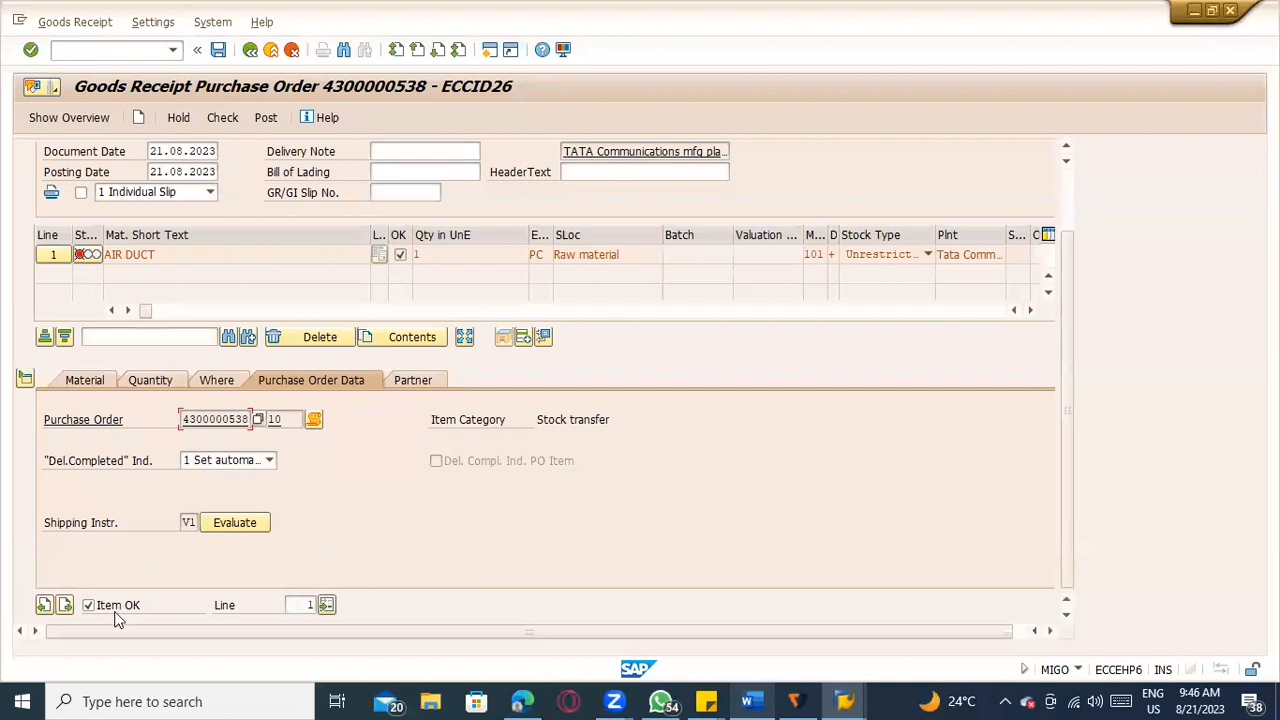 Goods Receipt Settings System Help
Goods Receipt Purchase Order 4300000538 - ECCID26
Show Overview Hold Check Post Help
Document Date 21.08.2023 Delivery Note TATA Communications mfg pla...
Posting Date 21.08.2023 Bill of Lading HeaderText
1 Individual Slip GR/GI Slip No.
Line St... Mat. Short Text L... OK Qty in UnE E... SLoc Batch Valuation ... M... D Stock Type Plnt S... C
1 AIR DUCT 1 PC Raw material 101 + Unrestrict... Tata Comm...
Delete Contents
Material Quantity Where Purchase Order Data Partner
Purchase Order 4300000538 10 Item Category Stock transfer
"Del.Completed" Ind. 1 Set automa... Del. Compl. Ind. PO Item
Shipping Instr. V1 Evaluate
Item OK Line 1
SAP MIGO ECCEHP6 INS
Type here to search 20 54 24°C ENG US 9:46 AM 8/21/2023 38